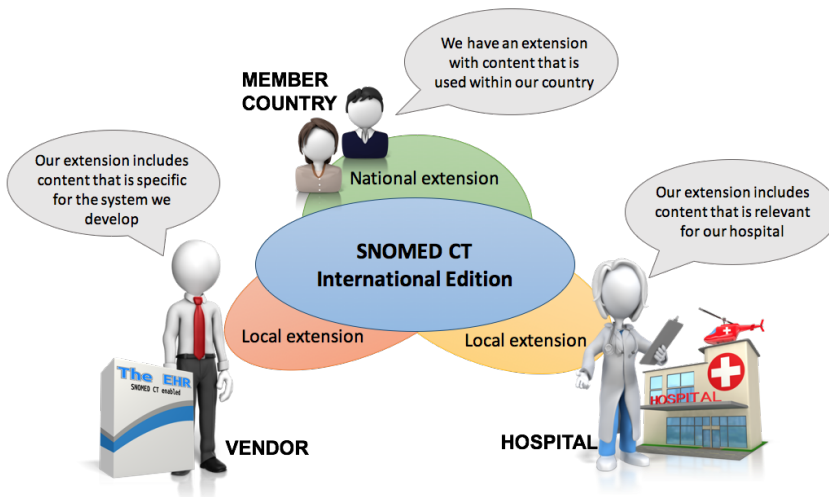 We have an extension
with content that is
used within our country
MEMBER
COUNTRY
Our extension includes
content that is specific
for the system we
develop
National extension
Our extension includes
content that is relevant
for our hospital
SNOMED CT
International Edition
Local extension
Local extension
The EHR
SNOMED CT enabled
HOSPITAL
VENDOR
HOSPITAL